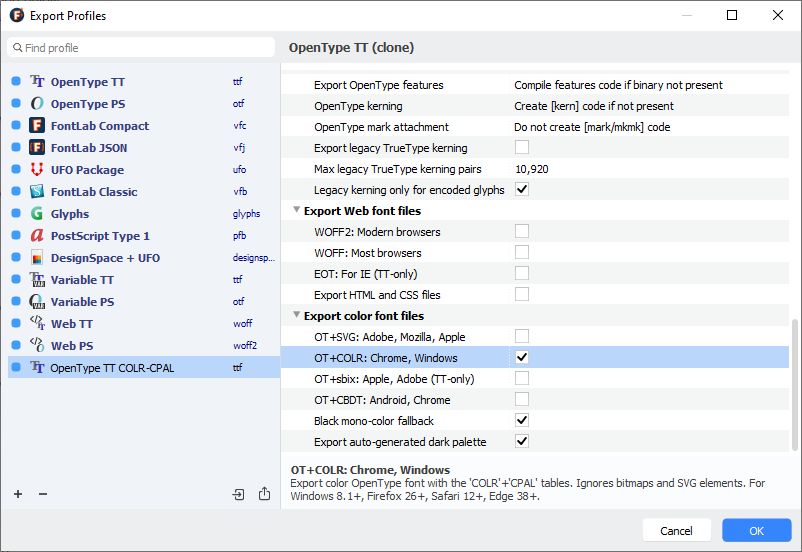 Export Profiles
Find profile
OpenType TT ttf
OpenType PS otf
FontLab Compact vfc
FontLab JSON vfj
UFO Package ufo
FontLab Classic vfb
Glyphs glyphs
PostScript Type 1 pfb
DesignSpace + UFO designsp...
Variable TT ttf
Variable PS otf
Web TT woff
Web PS woff2
OpenType TT COLR-CPAL ttf
OpenType TT (clone)
Export OpenType features Compile features code if binary not present
OpenType kerning Create [kern] code if not present
OpenType mark attachment Do not create [mark/mkmk] code
Export legacy TrueType kerning
Max legacy TrueType kerning pairs 10,920
Legacy kerning only for encoded glyphs
Export Web font files
WOFF2: Modern browsers
WOFF: Most browsers
EOT: For IE (TT-only)
Export HTML and CSS files
Export color font files
OT+SVG: Adobe, Mozilla, Apple
OT+COLR: Chrome, Windows
OT+sbix: Apple, Adobe (TT-only)
OT+CBDT: Android, Chrome
Black mono-color fallback
Export auto-generated dark palette
OT+COLR: Chrome, Windows
Export color OpenType font with the 'COLR'+'CPAL' tables. Ignores bitmaps and SVG elements. For
Windows 8.1+, Firefox 26+, Safari 12+, Edge 38+.
Cancel
OK